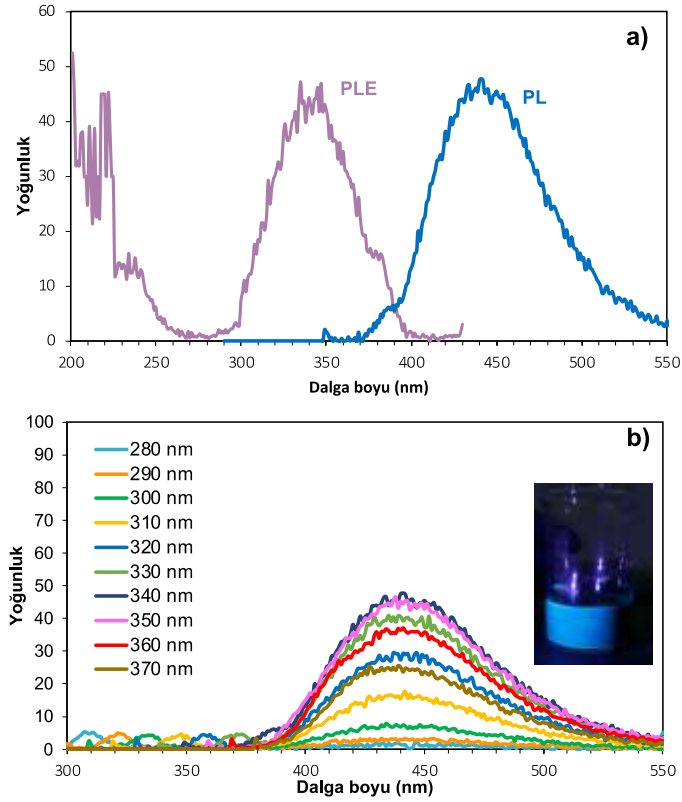 60
50
40
30
20
10
0
Yoğunluk
a)
PLE
PL
200 250 300 350 400 450 500 550
Dalga boyu (nm)
100
90
80
70
60
50
40
30
20
10
0
Yoğunluk
b)
280 nm
290 nm
300 nm
310 nm
320 nm
330 nm
340 nm
350 nm
360 nm
370 nm
300 350 400 450 500 550
Dalga boyu (nm)